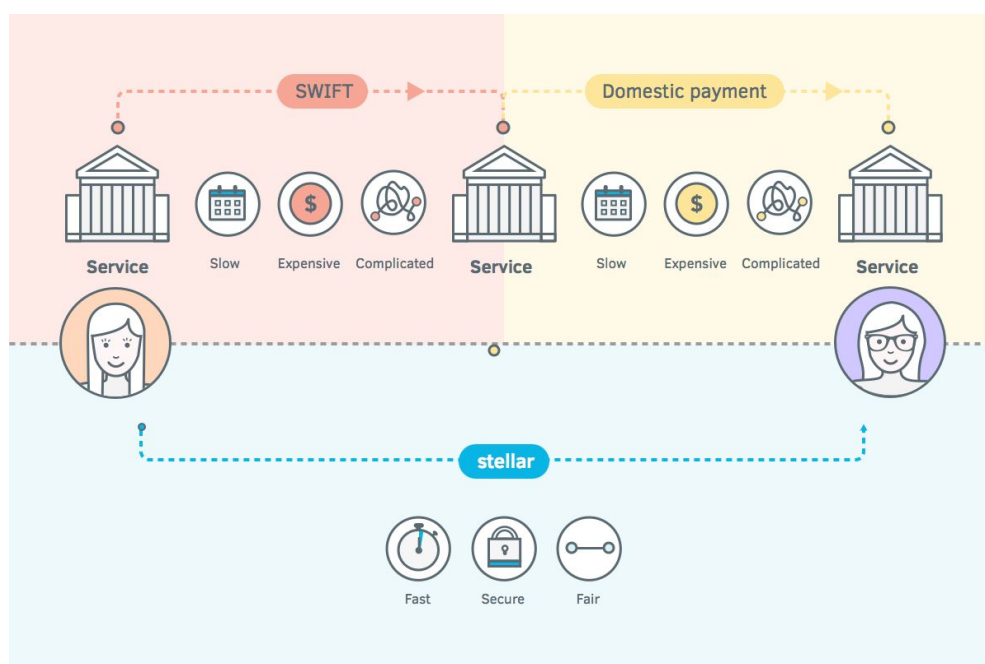 SWIFT
Domestic payment
$
$
Slow
Expensive
Complicated
Slow
Expensive
Complicated
Service
Service
Service
stellar
Fast
Secure
Fair